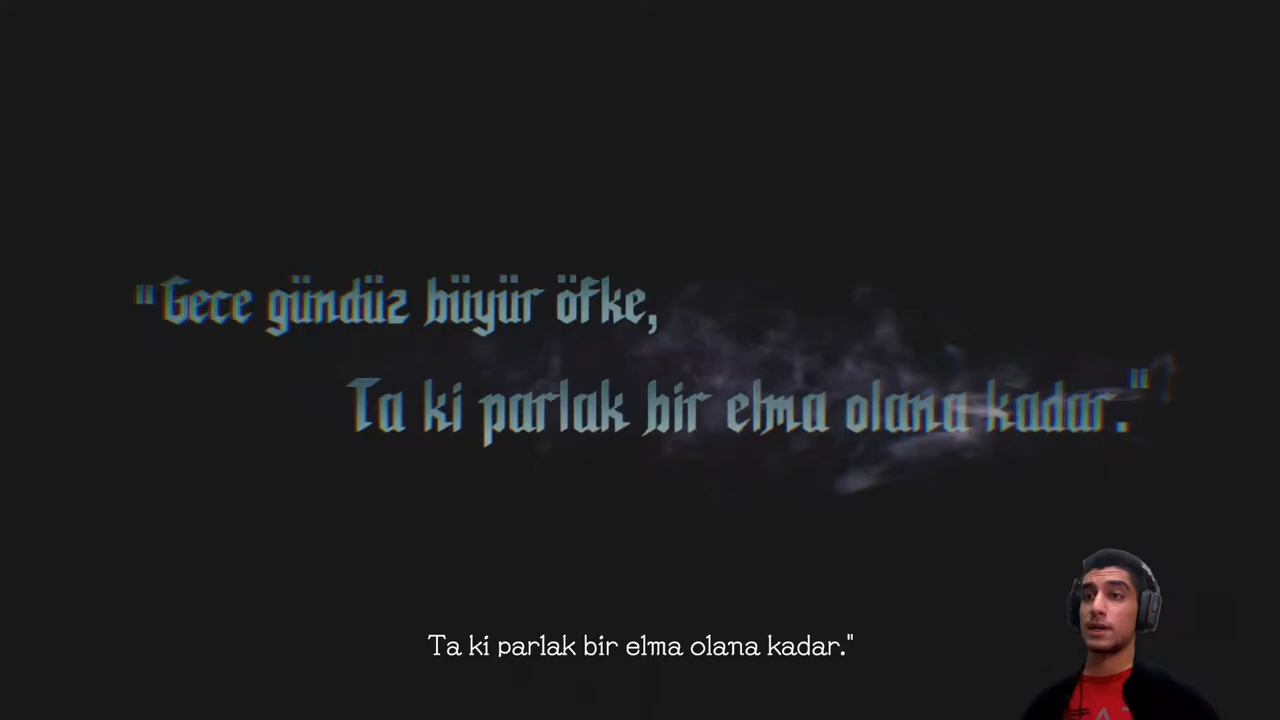 "Gece gündüz büyür öfke,
Ta ki parlak bir elma olana kadar."
Ta ki parlak bir elma olana kadar."